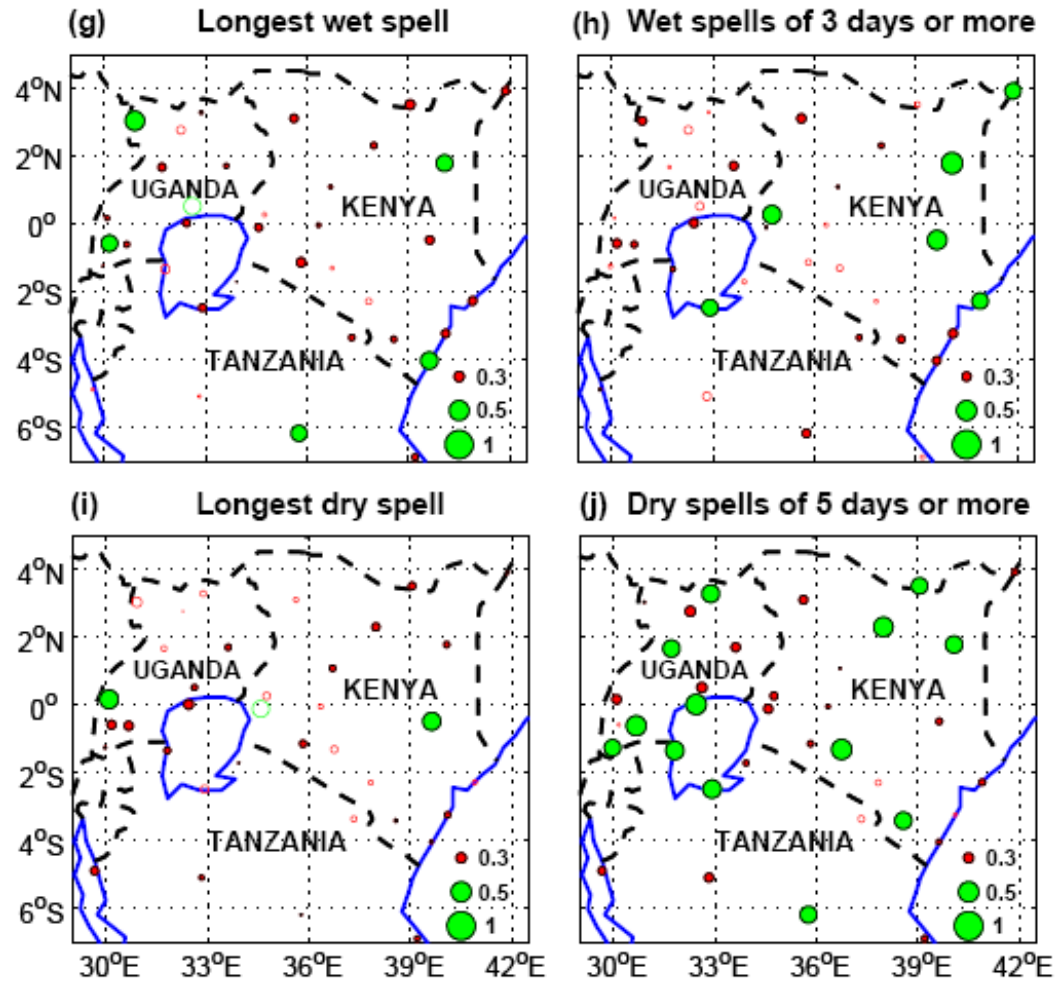 (g) Longest wet spell
(h) Wet spells of 3 days or more
4°N
2°N
0°
2°S
4°S
6°S
UGANDA
KENYA
TANZANIA
0.3
0.5
1
UGANDA
KENYA
TANZANIA
0.3
0.5
1
(i) Longest dry spell
(j) Dry spells of 5 days or more
4°N
2°N
0°
2°S
4°S
6°S
UGANDA
KENYA
TANZANIA
0.3
0.5
1
UGANDA
KENYA
TANZANIA
0.3
0.5
1
30°E 33°E 36°E 39°E 42°E
30°E 33°E 36°E 39°E 42°E